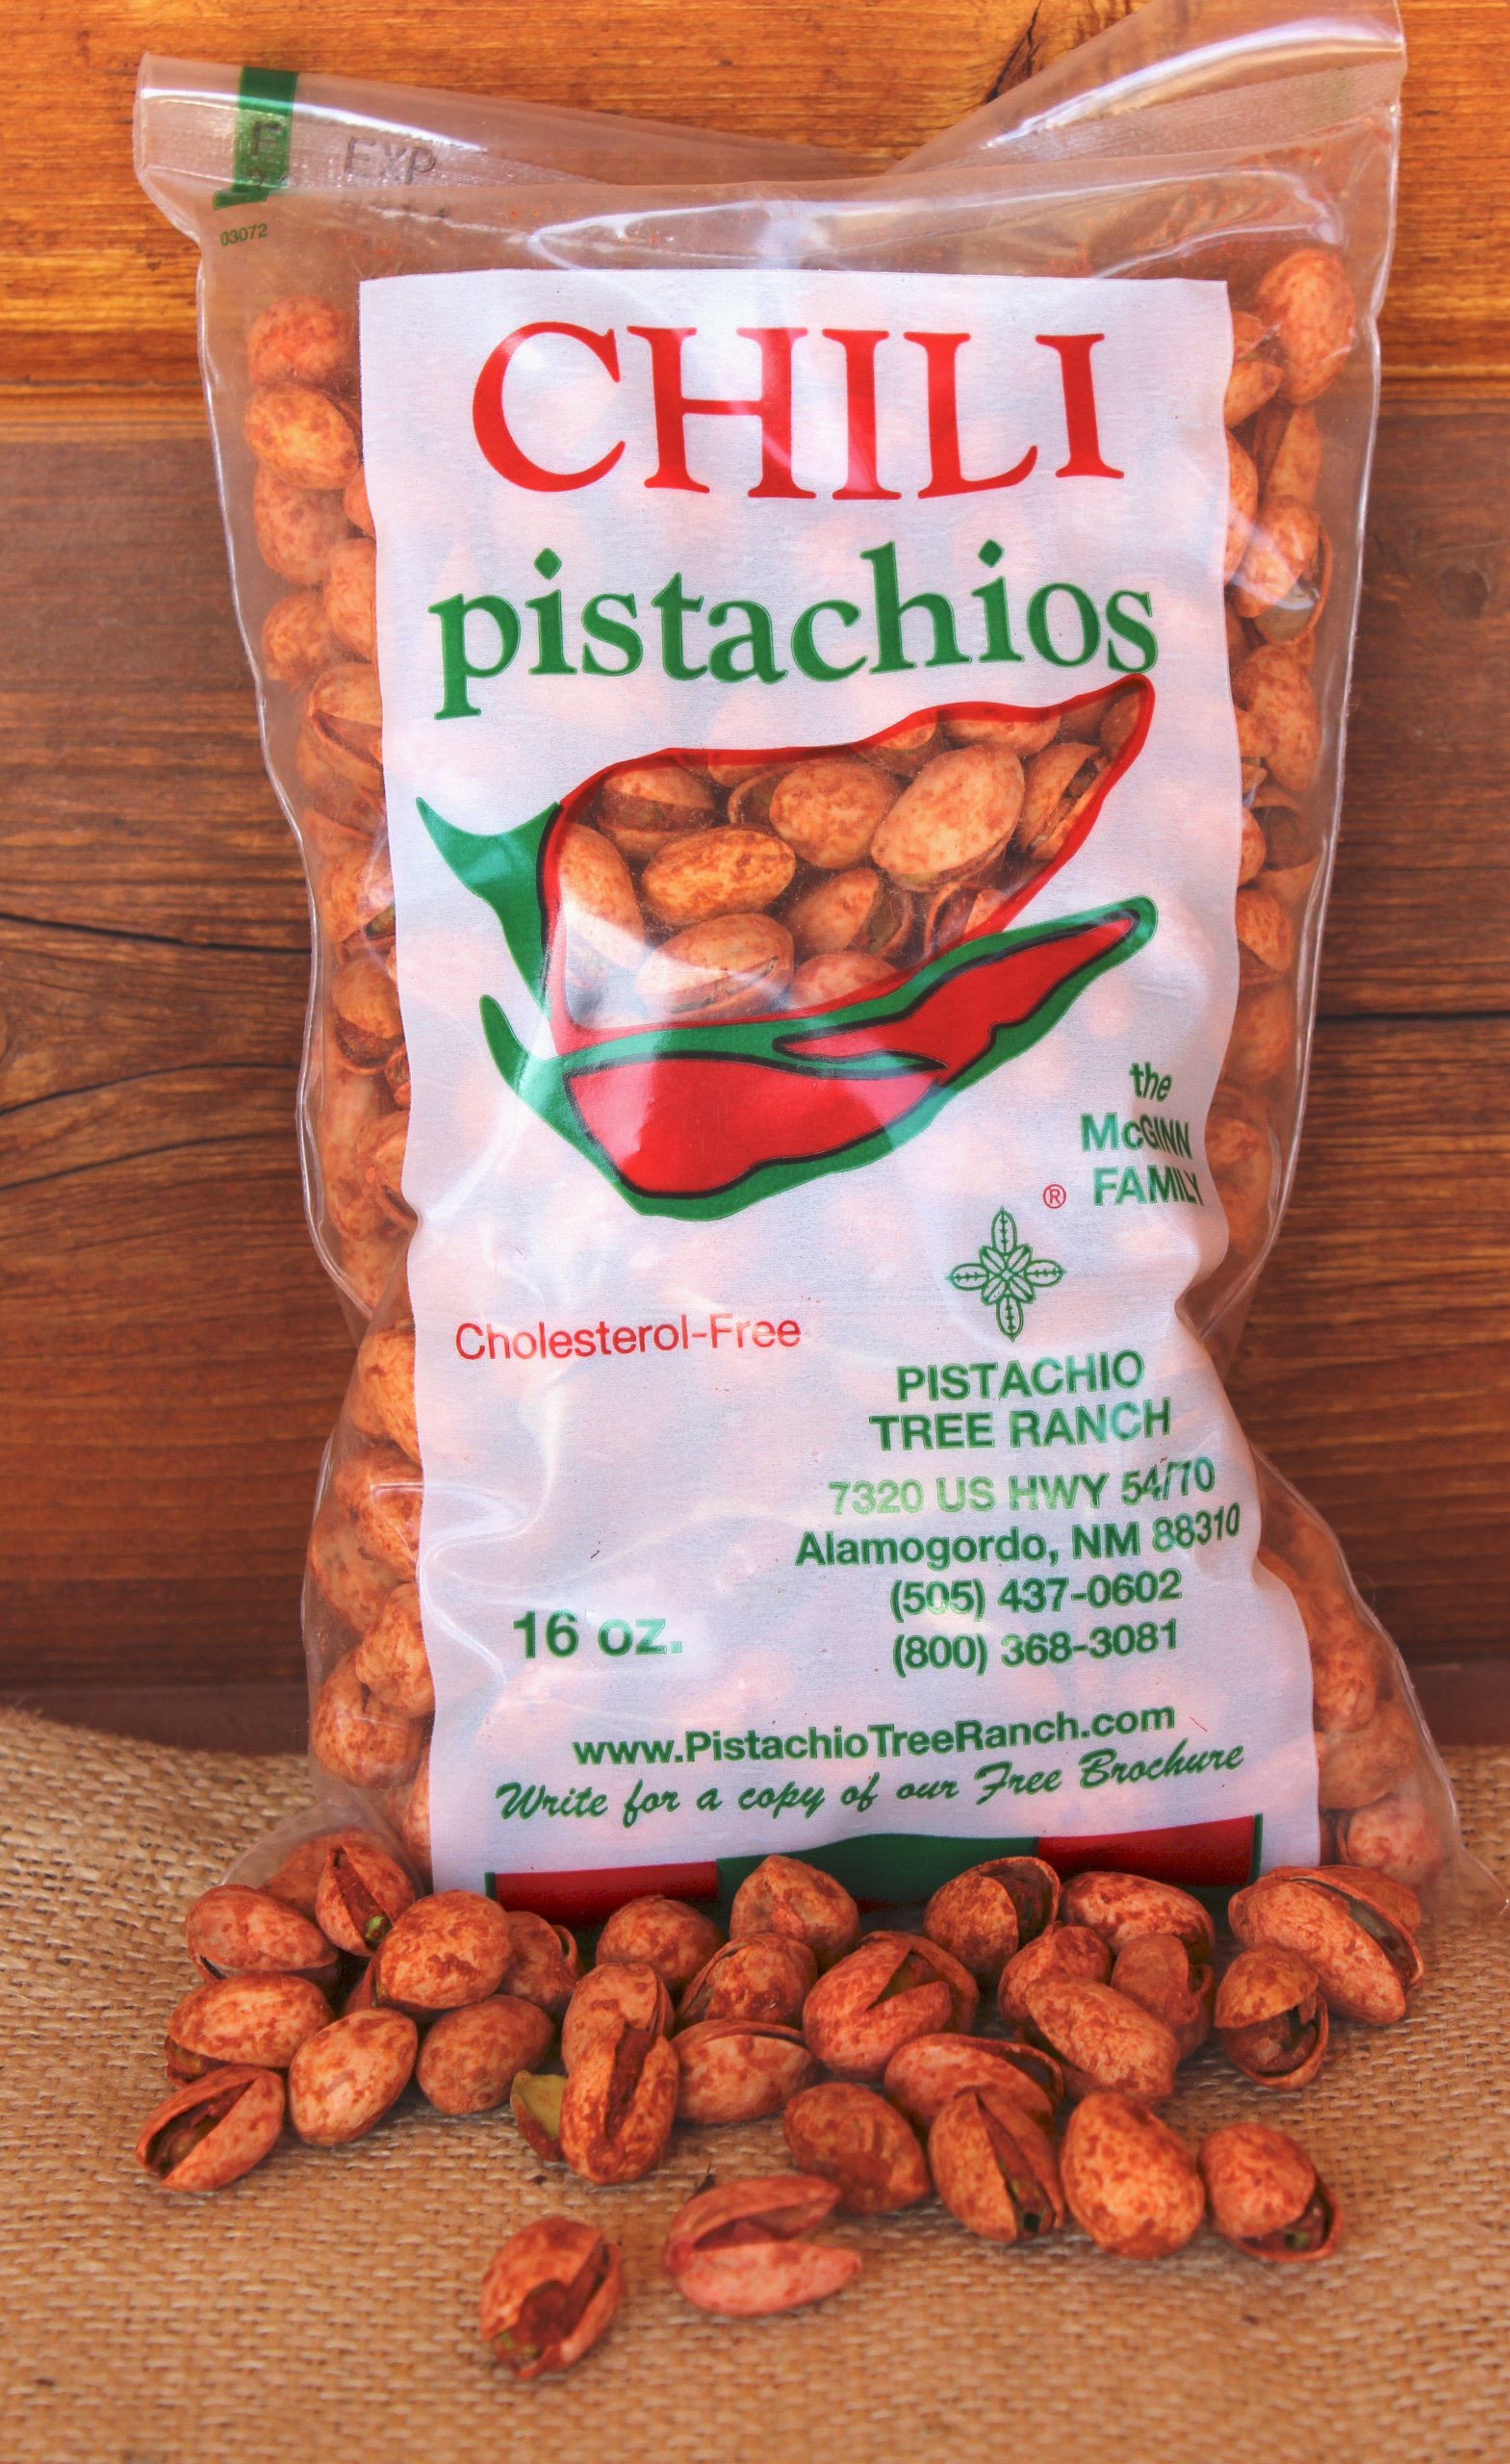 EXP
03072
CHILI
pistachios
the
McGINN
FAMILY
®
Cholesterol-Free
PISTACHIO
TREE RANCH
7320 US HWY 54/70
Alamogordo, NM 88310
(505) 437-0602
16 oz.
(800) 368-3081
www.PistachioTreeRanch.com
Write for a copy of our Free Brochure